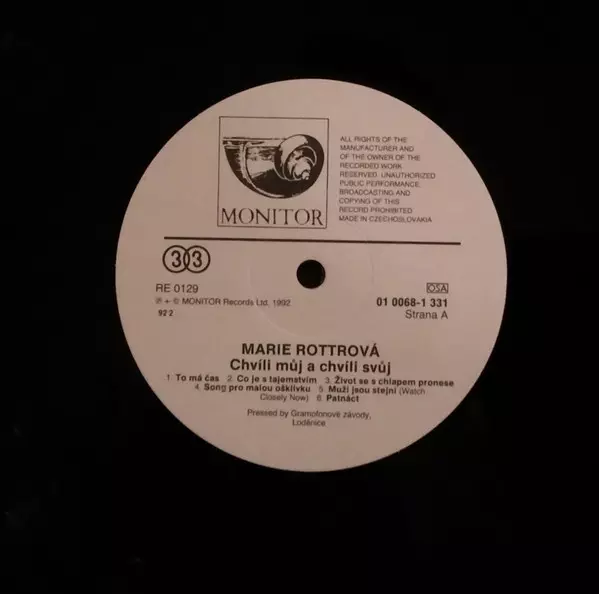 MONITOR
ALL RIGHTS OF THE
MANUFACTURER AND
OF THE OWNER OF THE
RECORDED WORK
RESERVED. UNAUTHORIZED
PUBLIC PERFORMANCE,
BROADCASTING AND
COPYING OF THIS
RECORD PROHIBITED
MADE IN CZECHOSLOVAKIA
33
RE 0129
℗ + © MONITOR Records Ltd. 1992
92 2
OSA
01 0068-1 331
Strana A
MARIE ROTTROVÁ
Chvíli můj a chvíli svůj
1 To má čas 2 Co je s tajemstvím 3 Život se s chlapem pronese
4 Song pro malou ošklivku 5 Muži jsou stejní (Watch
Closely Now) 6 Patnáct
Pressed by Gramofonové závody,
Loděnice